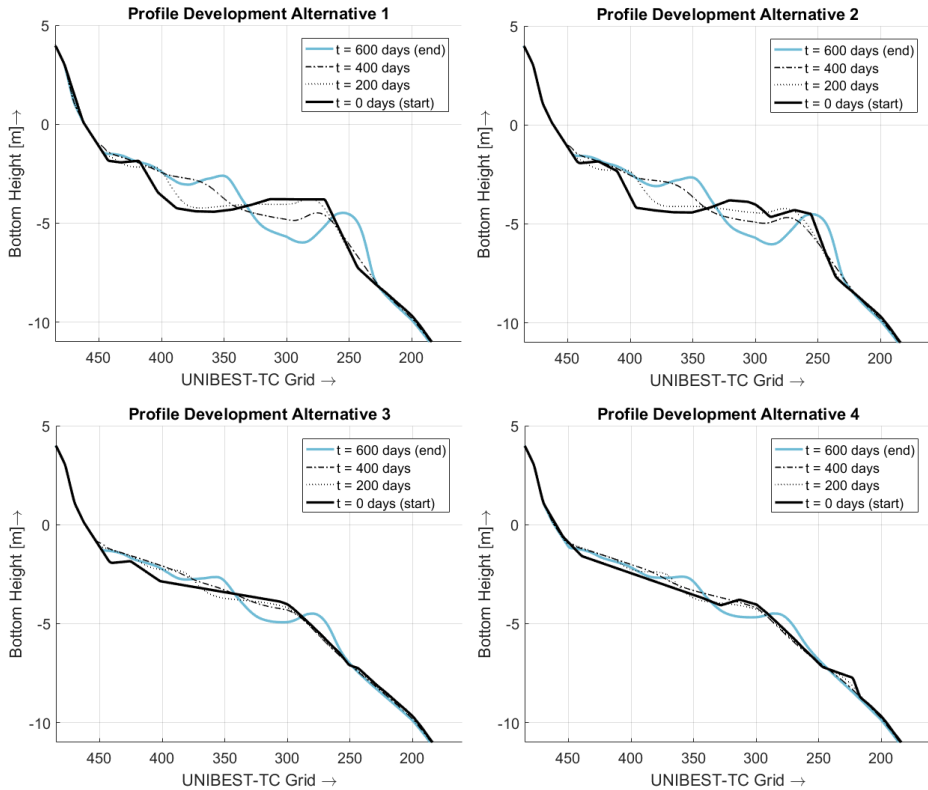 Profile Development Alternative 1
5
0
-5
-10
Bottom Height [m]→
t = 600 days (end)
t = 400 days
t = 200 days
t = 0 days (start)
450 400 350 300 250 200
UNIBEST-TC Grid →
Profile Development Alternative 2
5
0
-5
-10
Bottom Height [m]→
t = 600 days (end)
t = 400 days
t = 200 days
t = 0 days (start)
450 400 350 300 250 200
UNIBEST-TC Grid →
Profile Development Alternative 3
5
0
-5
-10
Bottom Height [m]→
t = 600 days (end)
t = 400 days
t = 200 days
t = 0 days (start)
450 400 350 300 250 200
UNIBEST-TC Grid →
Profile Development Alternative 4
5
0
-5
-10
Bottom Height [m]→
t = 600 days (end)
t = 400 days
t = 200 days
t = 0 days (start)
450 400 350 300 250 200
UNIBEST-TC Grid →